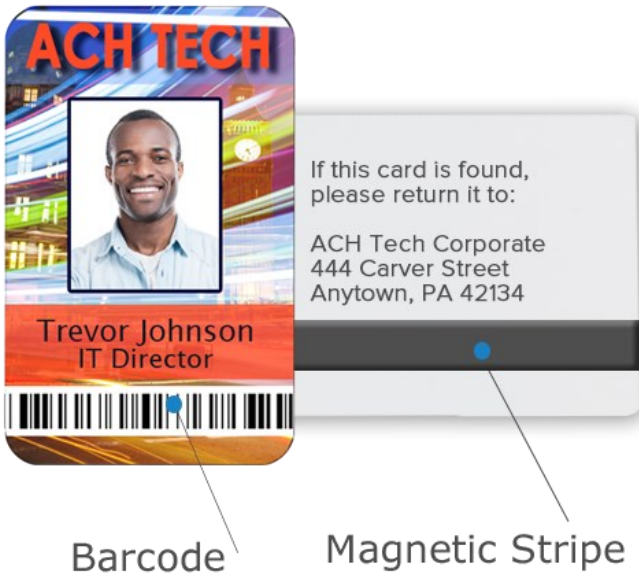 ACH TECH
If this card is found,
please return it to:
ACH Tech Corporate
444 Carver Street
Anytown, PA 42134
Trevor Johnson
IT Director
Barcode
Magnetic Stripe